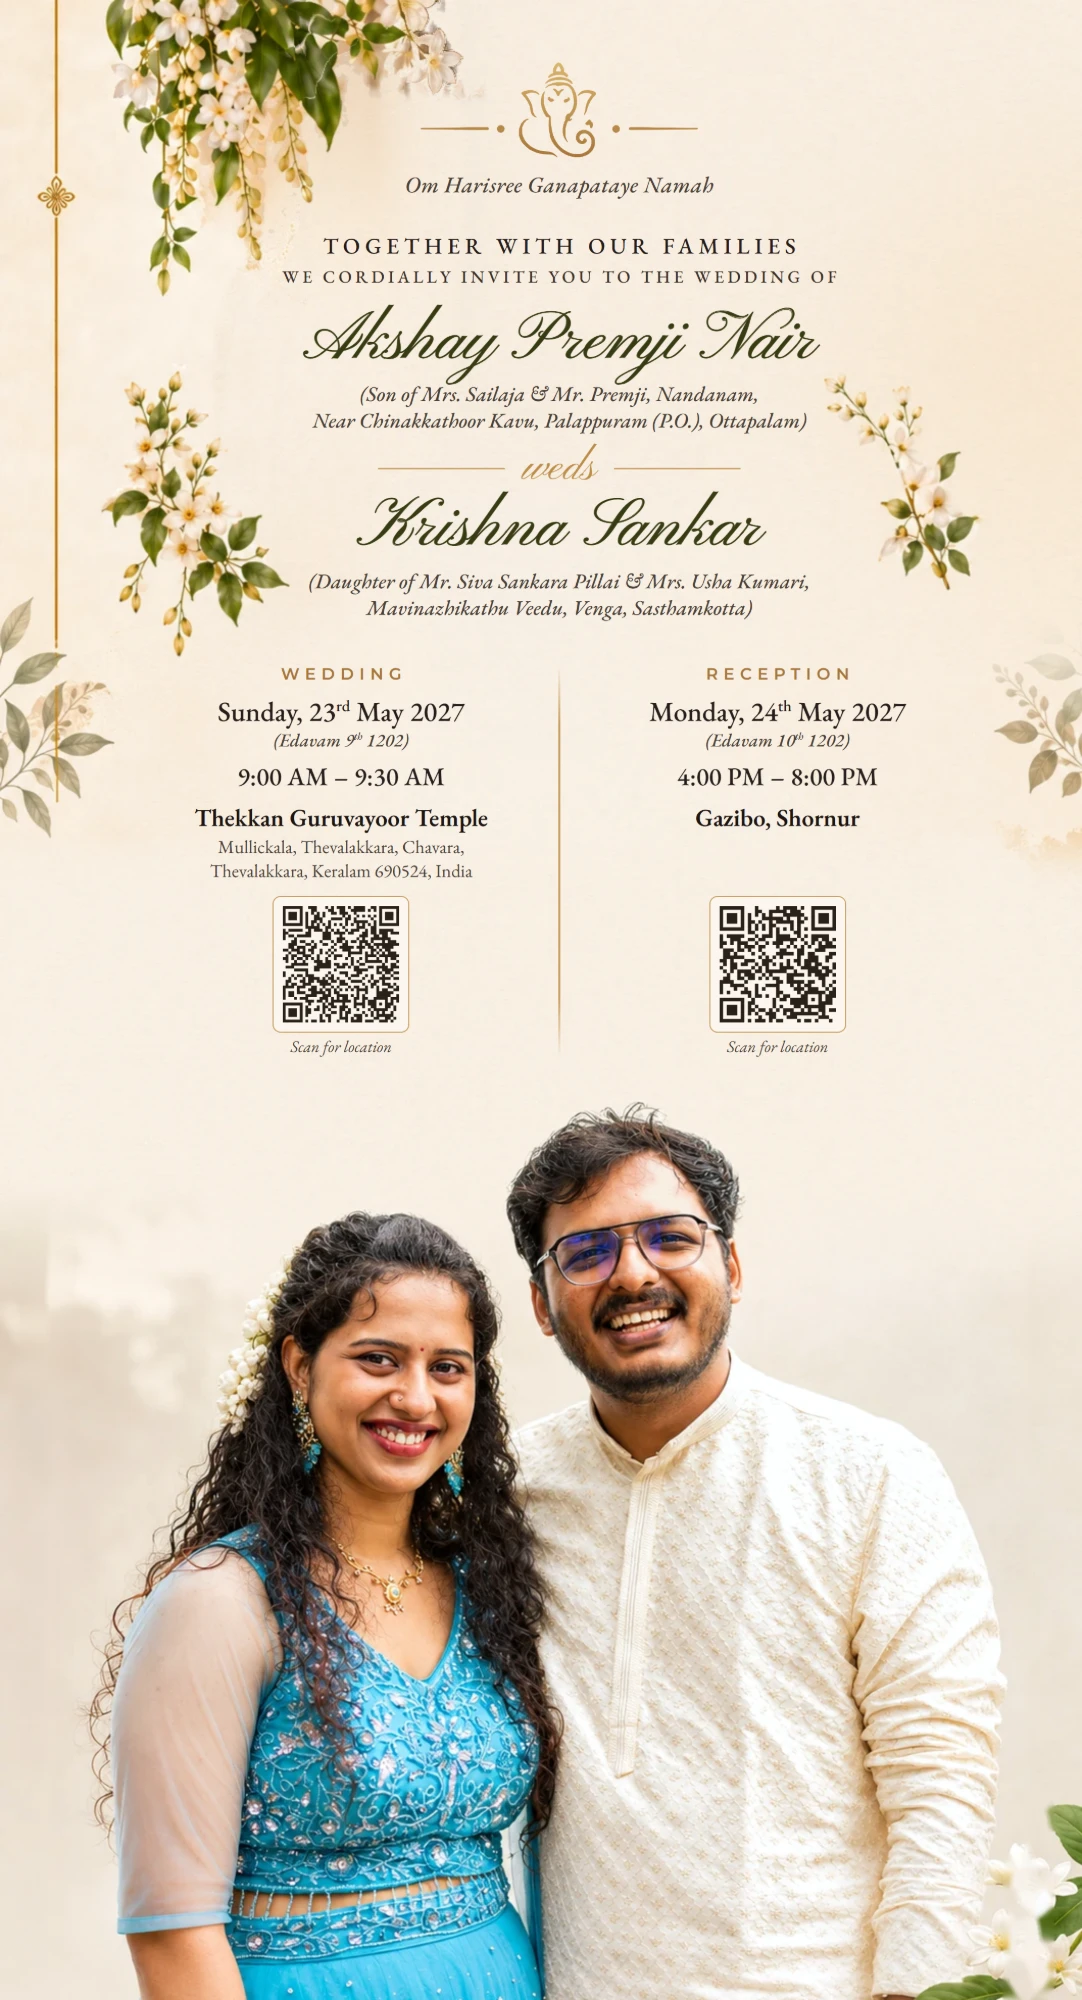 Om Harisree Ganapataye Namah
TOGETHER WITH OUR FAMILIES
WE CORDIALLY INVITE YOU TO THE WEDDING OF
Akshay Premji Nair
(Son of Mrs. Sailaja & Mr. Premji, Nandanam,
Near Chinakkathoor Kavu, Palappuram (P.O.), Ottapalam)
weds
Krishna Sankar
(Daughter of Mr. Siva Sankara Pillai & Mrs. Usha Kumari,
Mavinazhikathu Veedu, Venga, Sasthamkotta)
WEDDING
Sunday, 23rd May 2027
(Edavam 9th 1202)
9:00 AM – 9:30 AM
Thekkan Guruvayoor Temple
Mullickala, Thevalakkara, Chavara,
Thevalakkara, Keralam 690524, India
Scan for location
RECEPTION
Monday, 24th May 2027
(Edavam 10th 1202)
4:00 PM – 8:00 PM
Gazibo, Shornur
Scan for location